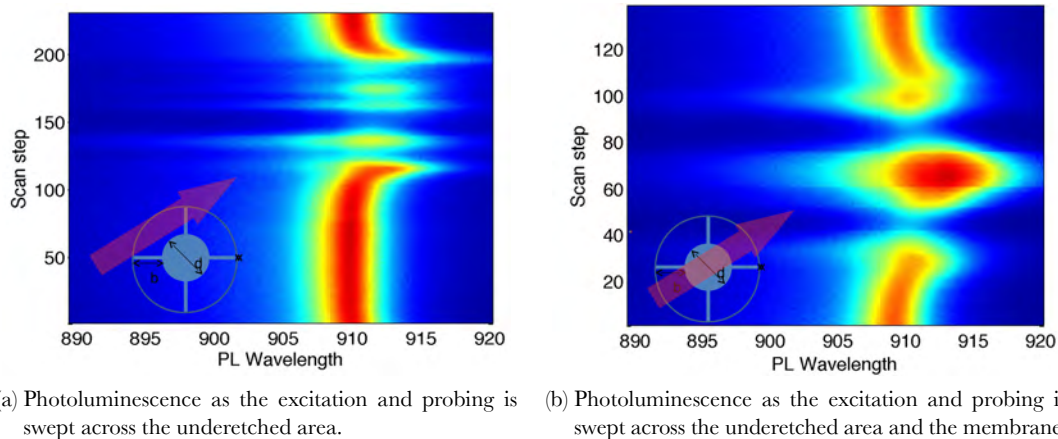 200
150
100
50
Scan step
b
d
890 895 900 905 910 915 920
PL Wavelength
120
100
80
60
40
20
Scan step
d
890 895 900 905 910 915 920
PL Wavelength
(a) Photoluminescence as the excitation and probing is
swept across the underetched area.
(b) Photoluminescence as the excitation and probing i
swept across the underetched area and the membrane